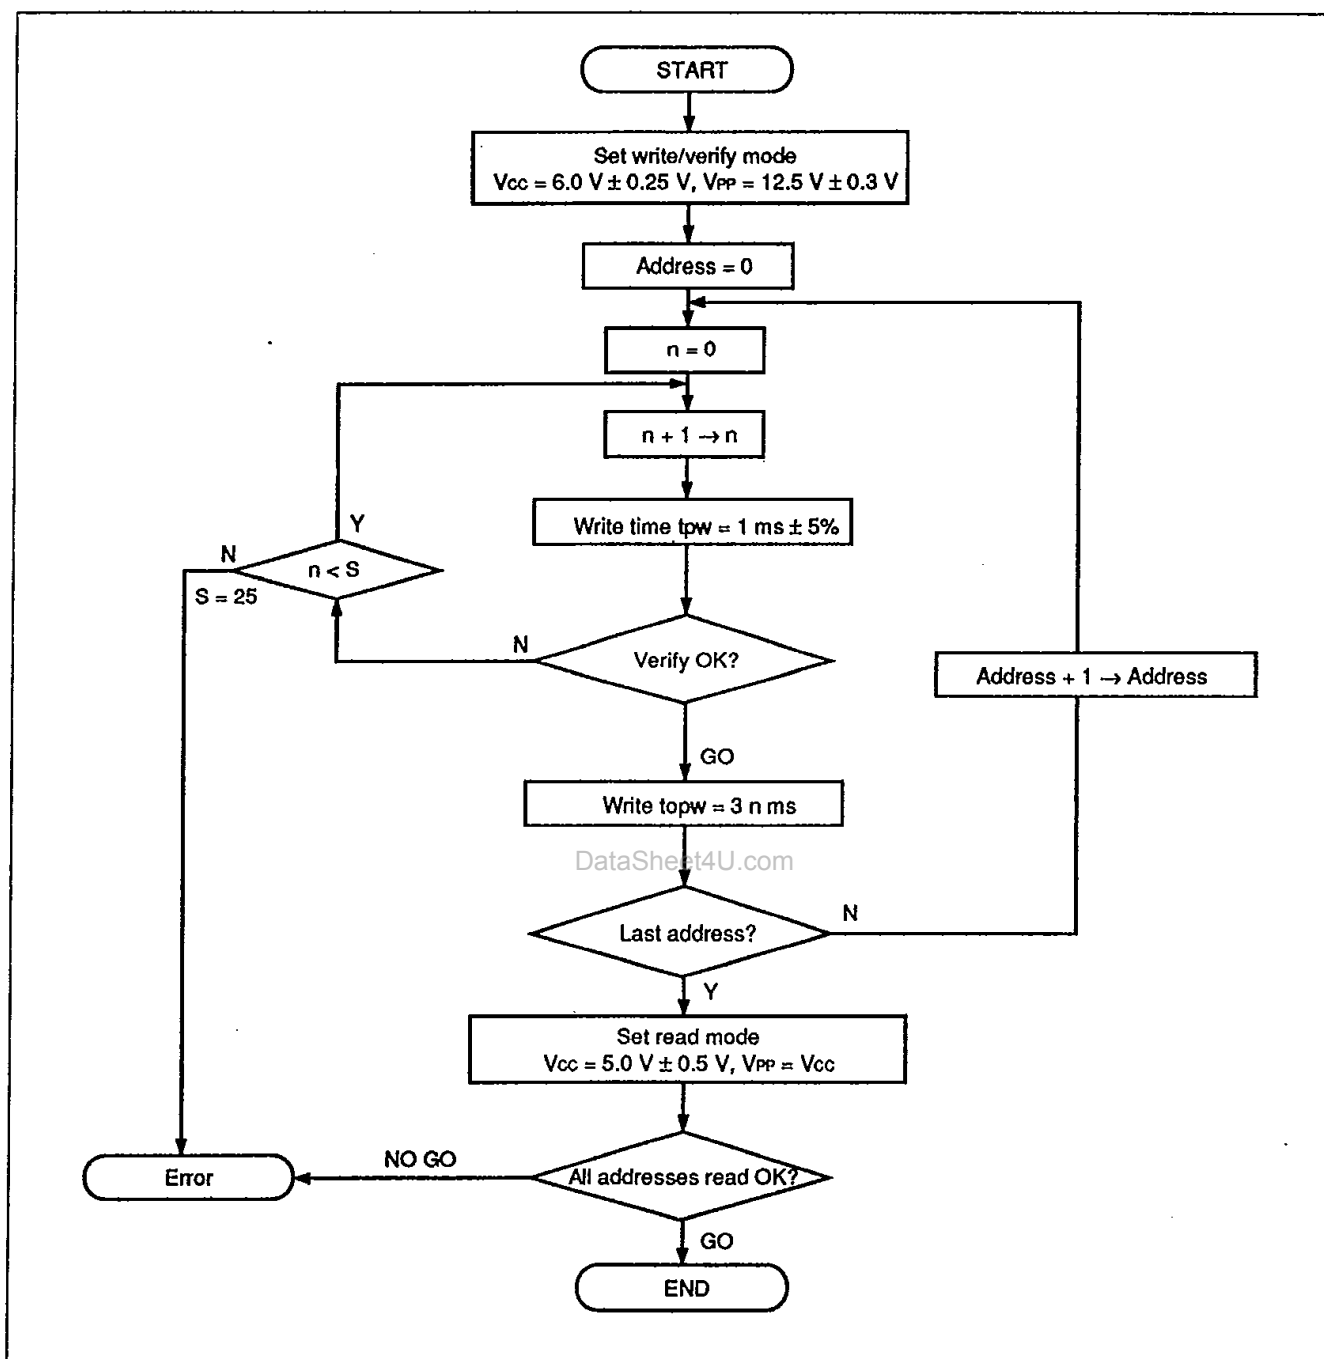 START
Set write/verify mode
VCC = 6.0 V ± 0.25 V, VPP = 12.5 V ± 0.3 V
Address = 0
n = 0
n + 1 → n
Write time tpw = 1 ms ± 5%
Y
N
n < S
S = 25
N
Verify OK?
Address + 1 → Address
GO
Write topw = 3 n ms
DataSheet4U.com
Last address?
N
Y
Set read mode
VCC = 5.0 V ± 0.5 V, VPP = VCC
NO GO
Error
All addresses read OK?
GO
END